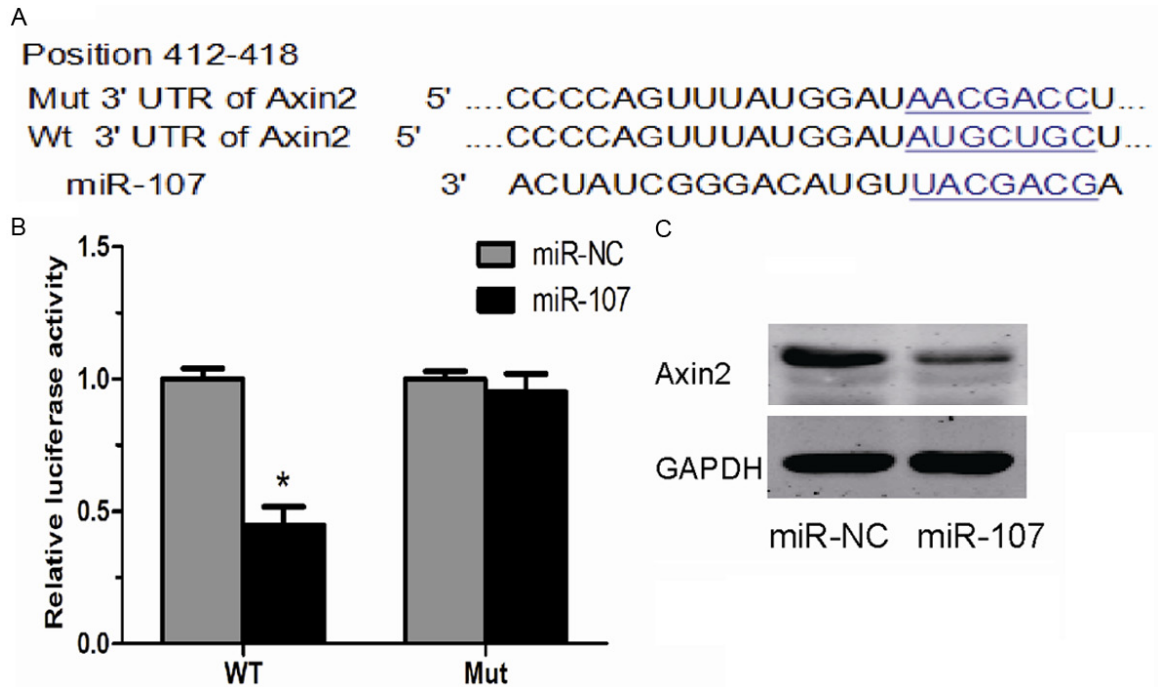 A
Position 412-418
Mut 3' UTR of Axin2 5' ....CCCCAGUUUAUGGAUAACGACCU...
Wt 3' UTR of Axin2 5' ....CCCCAGUUUAUGGAUAUGCUGCU...
miR-107 3' ACUAUCGGGACAUGUUACGACGA
B
Relative luciferase activity
1.5
1.0
0.5
0.0
miR-NC
miR-107
*
WT Mut
C
Axin2
GAPDH
miR-NC miR-107